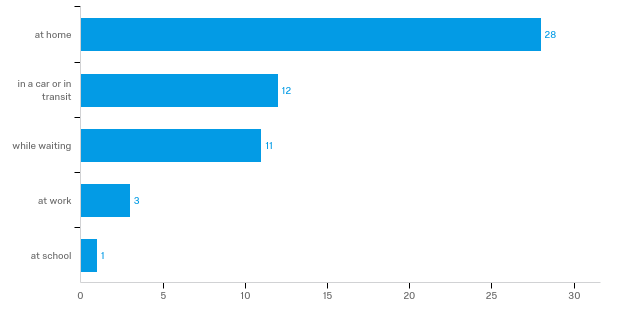 at home
28
in a car or in
transit
12
while waiting
11
at work
3
at school
1
0 5 10 15 20 25 30